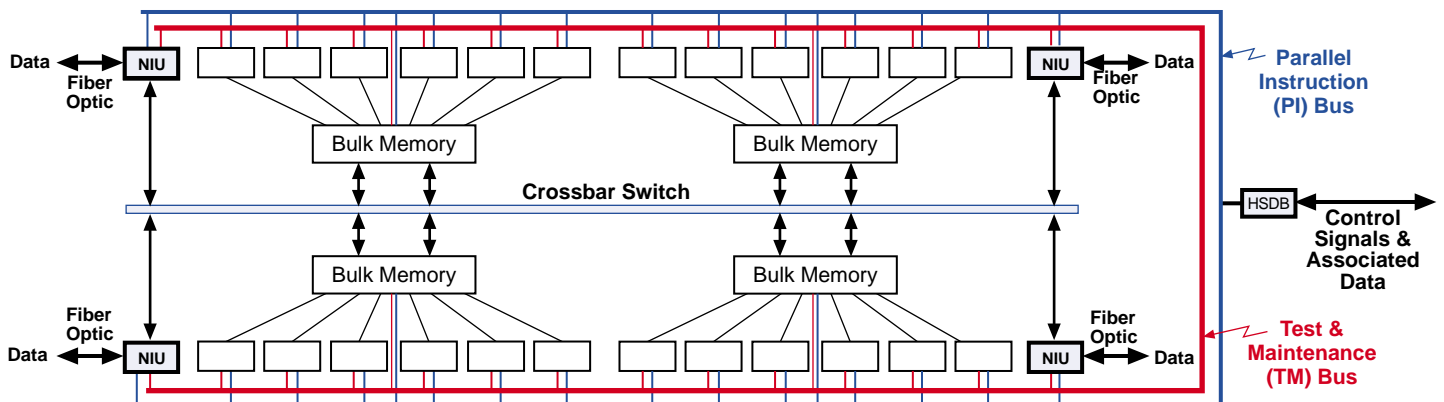 Data
NIU
Fiber
Optic
NIU
Fiber
Optic
Data
Parallel
Instruction
(PI) Bus
Bulk Memory
Bulk Memory
Crossbar Switch
HSDB
Control
Signals &
Associated
Data
Bulk Memory
Bulk Memory
Fiber
Optic
Data
NIU
NIU
Fiber
Optic
Data
Test &
Maintenance
(TM) Bus